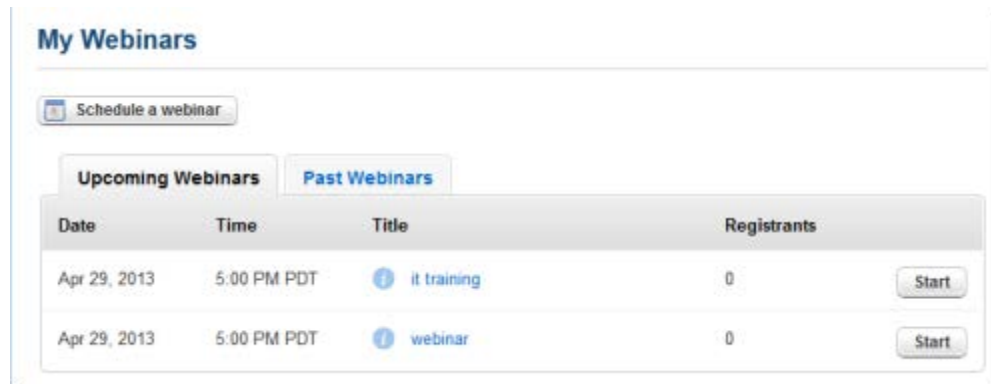 My Webinars
Schedule a webinar
Upcoming Webinars Past Webinars
Date Time Title Registrants
Apr 29, 2013 5:00 PM PDT it training 0 Start
Apr 29, 2013 5:00 PM PDT webinar 0 Start